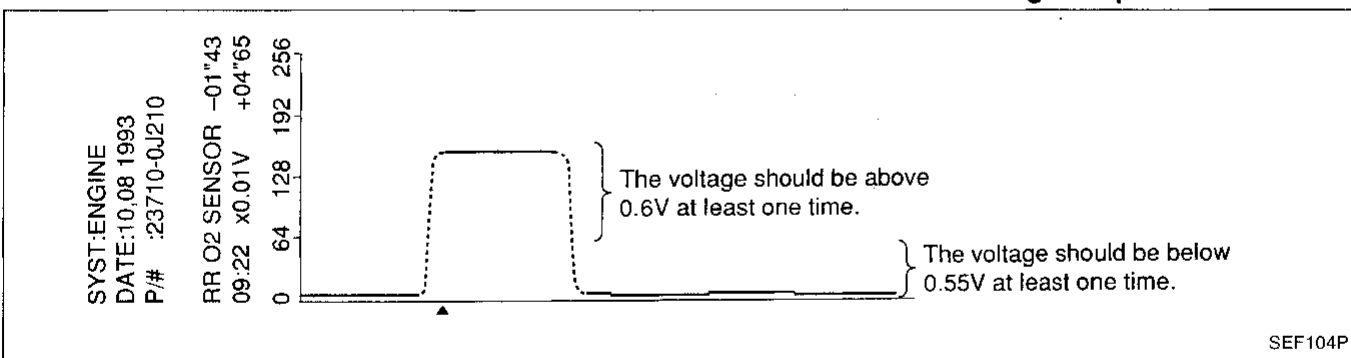 SYST:ENGINE
DATE:10,08 1993
P/# :23710-0J210
RR O2 SENSOR -01"43
09:22 x0.01V +04"65
256
192
128
64
0
The voltage should be above
0.6V at least one time.
The voltage should be below
0.55V at least one time.
SEF104P